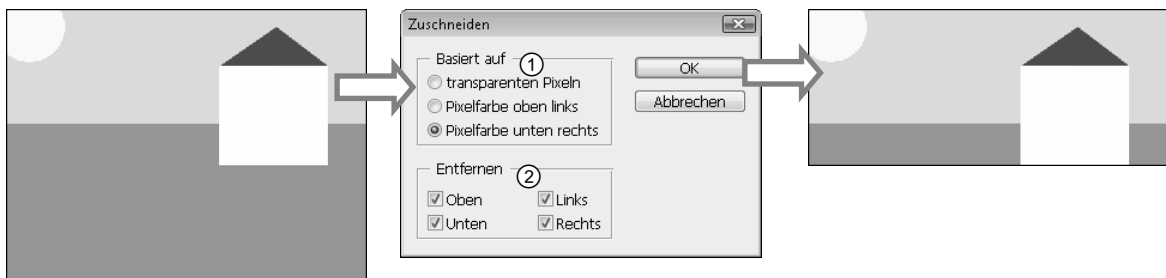 Zuschneiden
Basiert auf ①
transparenten Pixeln
Pixelfarbe oben links
Pixelfarbe unten rechts
OK
Abbrechen
Entfernen ②
Oben Links
Unten Rechts